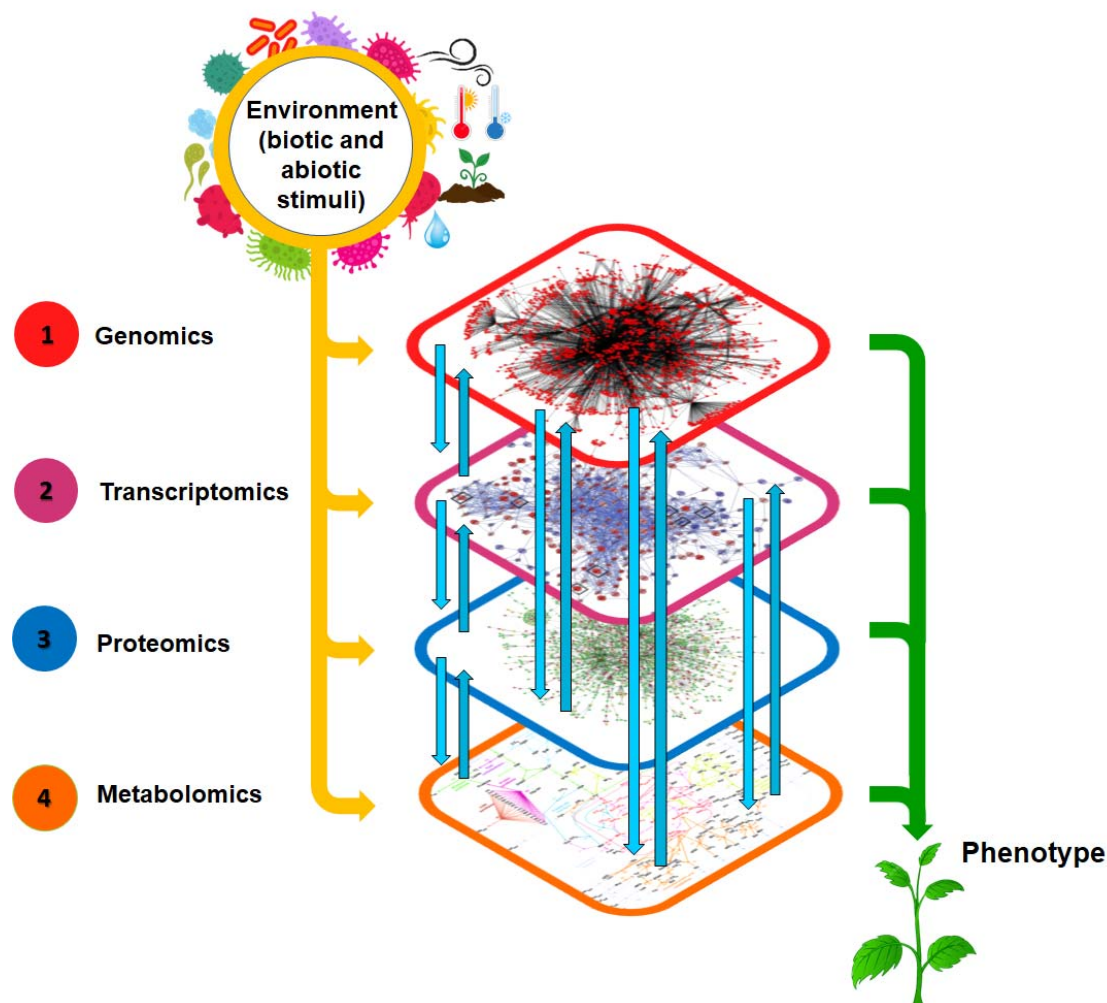 Environment
(biotic and
abiotic
stimuli)
1 Genomics
2 Transcriptomics
3 Proteomics
4 Metabolomics
Phenotype